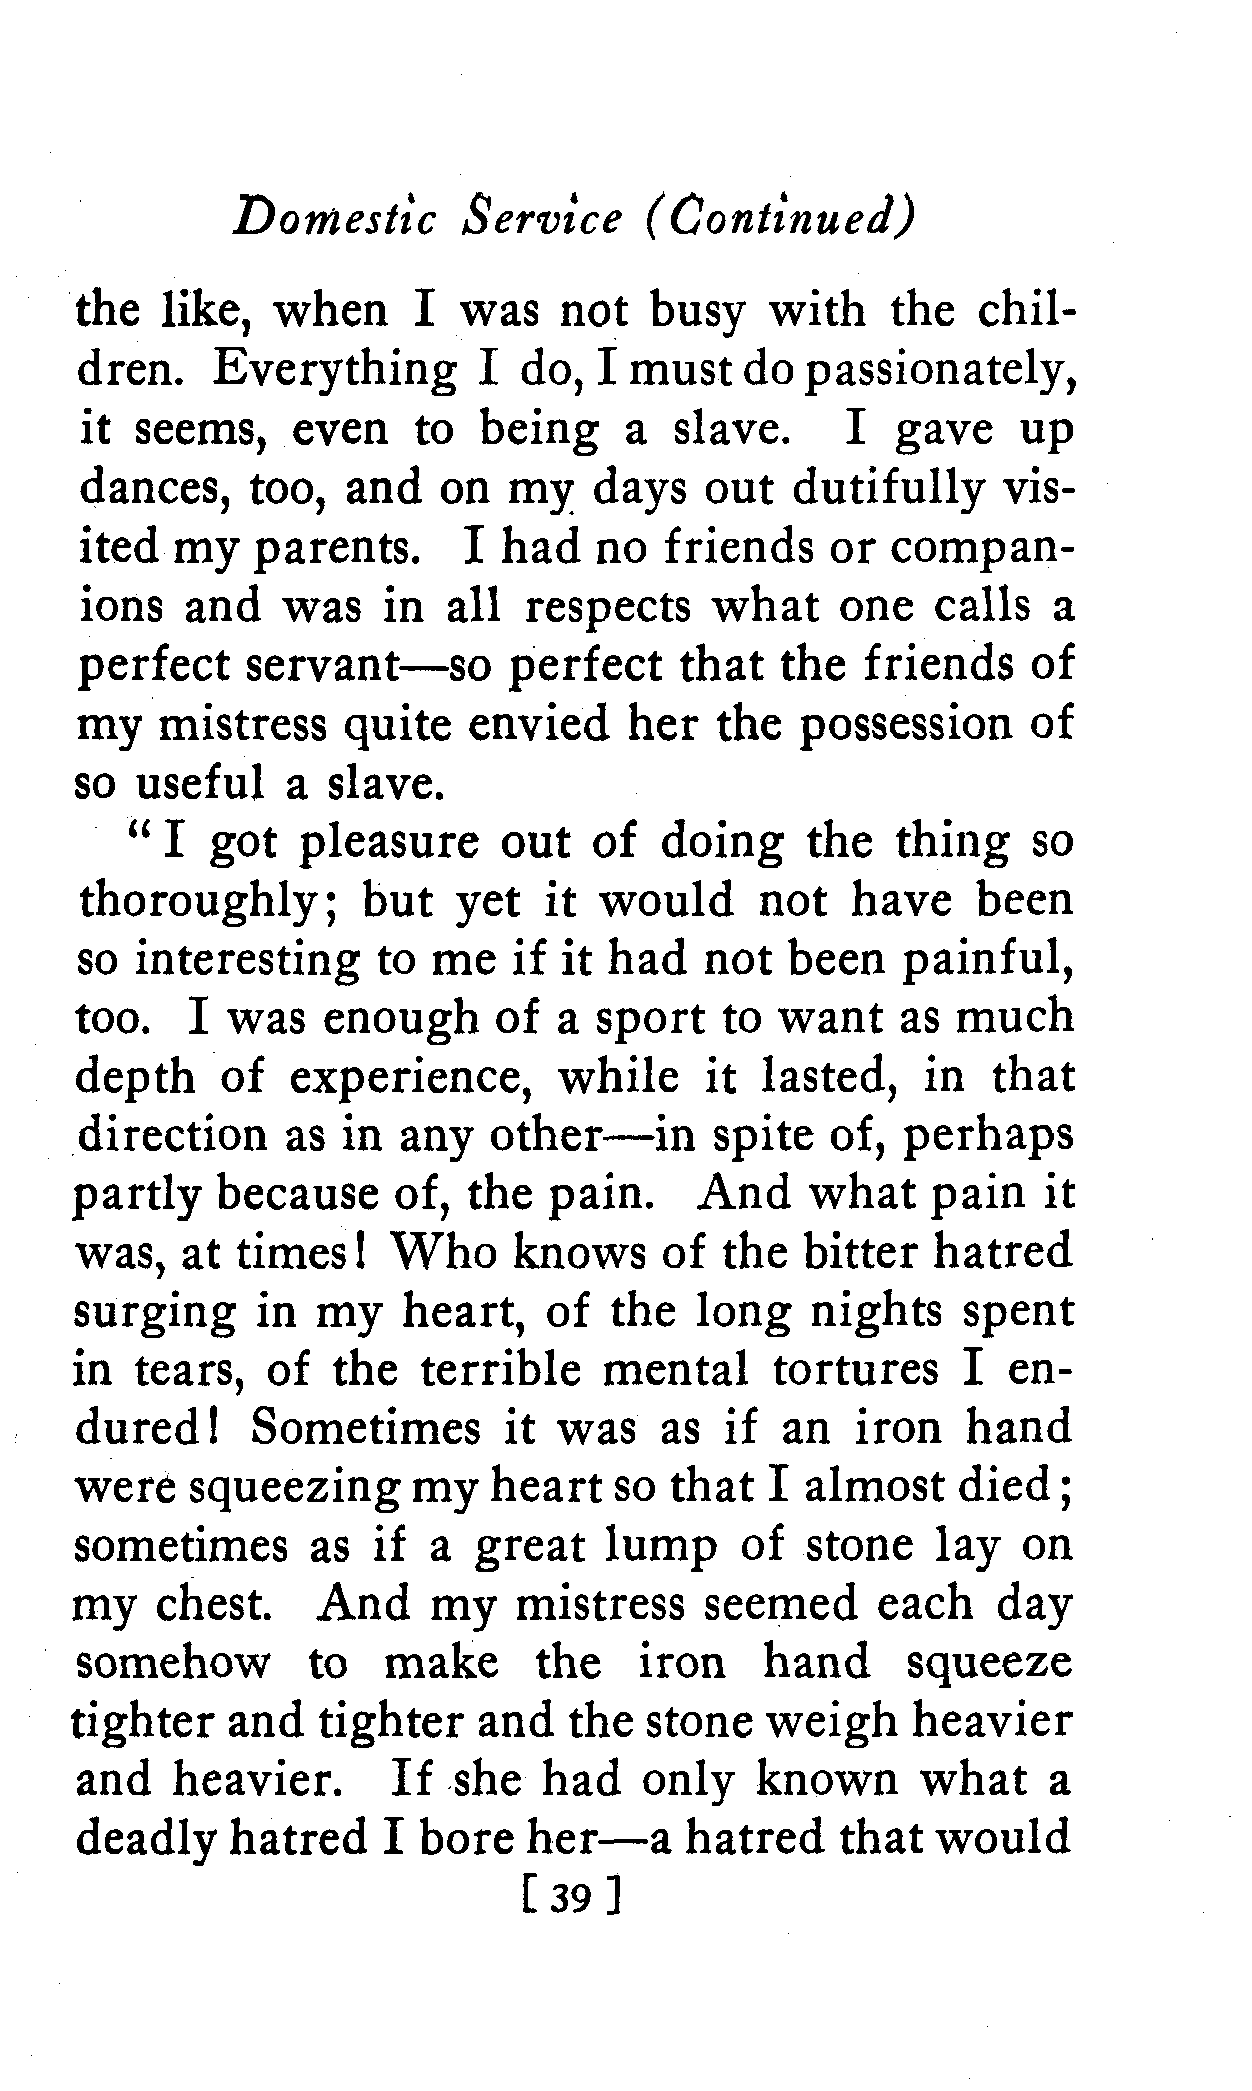 Domestic Service (Continued)
the like, when I was not busy with the chil-
dren. Everything I do, I must do passionately,
it seems, even to being a slave. I gave up
dances, too, and on my days out dutifully vis-
ited my parents. I had no friends or compan-
ions and was in all respects what one calls a
perfect servant—so perfect that the friends of
my mistress quite envied her the possession of
so useful a slave.
“ I got pleasure out of doing the thing so
thoroughly; but yet it would not have been
so interesting to me if it had not been painful,
too. I was enough of a sport to want as much
depth of experience, while it lasted, in that
direction as in any other—in spite of, perhaps
partly because of, the pain. And what pain it
was, at times! Who knows of the bitter hatred
surging in my heart, of the long nights spent
in tears, of the terrible mental tortures I en-
dured! Sometimes it was as if an iron hand
were squeezing my heart so that I almost died;
sometimes as if a great lump of stone lay on
my chest. And my mistress seemed each day
somehow to make the iron hand squeeze
tighter and tighter and the stone weigh heavier
and heavier. If she had only known what a
deadly hatred I bore her—a hatred that would
[ 39 ]